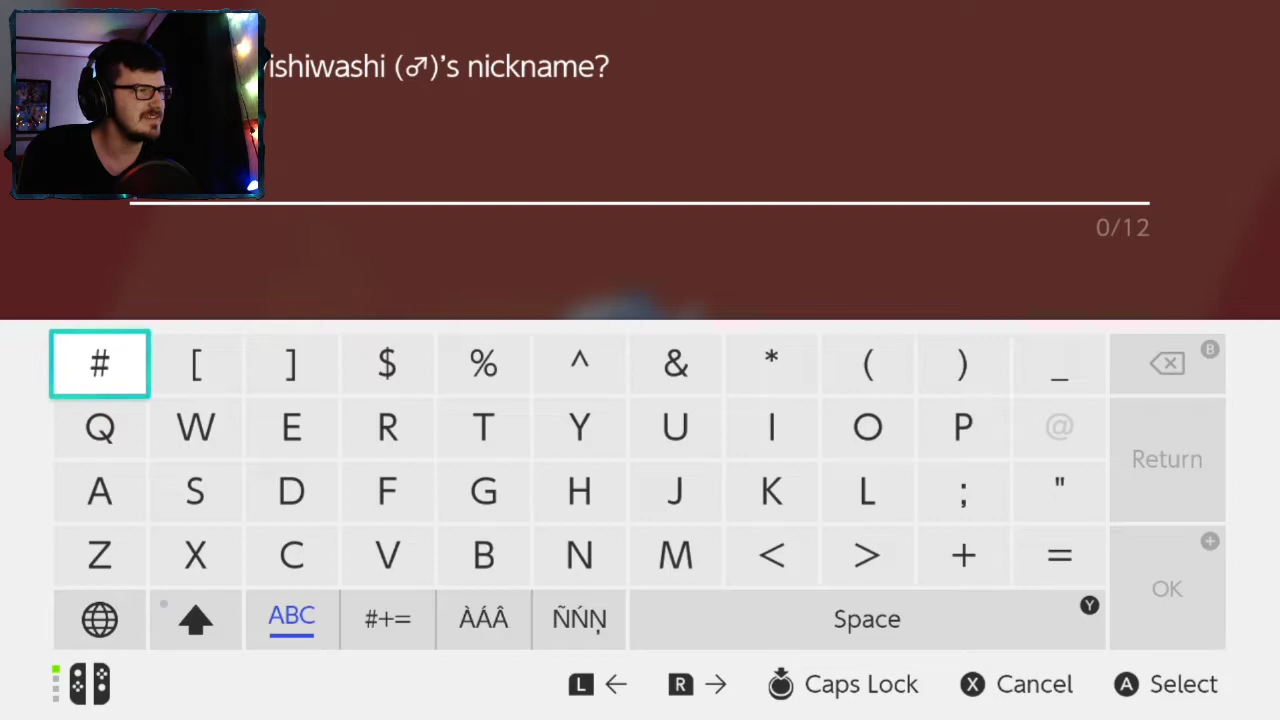 ishiwashi (♂)'s nickname?
0/12
# [ ] $ % ^ & * ( ) _ B
Q W E R T Y U I O P @ Return
A S D F G H J K L ; "
Z X C V B N M < > + = OK +
ABC #+= ÀÁÂ ÑŃŅ Space Y
L ← R → Caps Lock X Cancel A Select